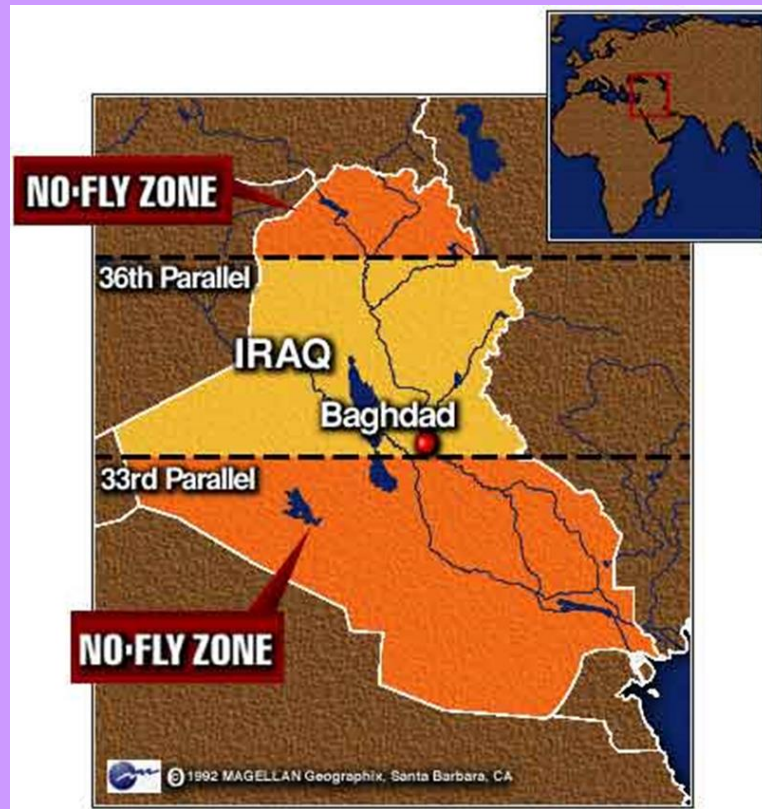 NO-FLY ZONE
36th Parallel
IRAQ
Baghdad
33rd Parallel
NO-FLY ZONE
© 1992 MAGELLAN Geographix, Santa Barbara, CA